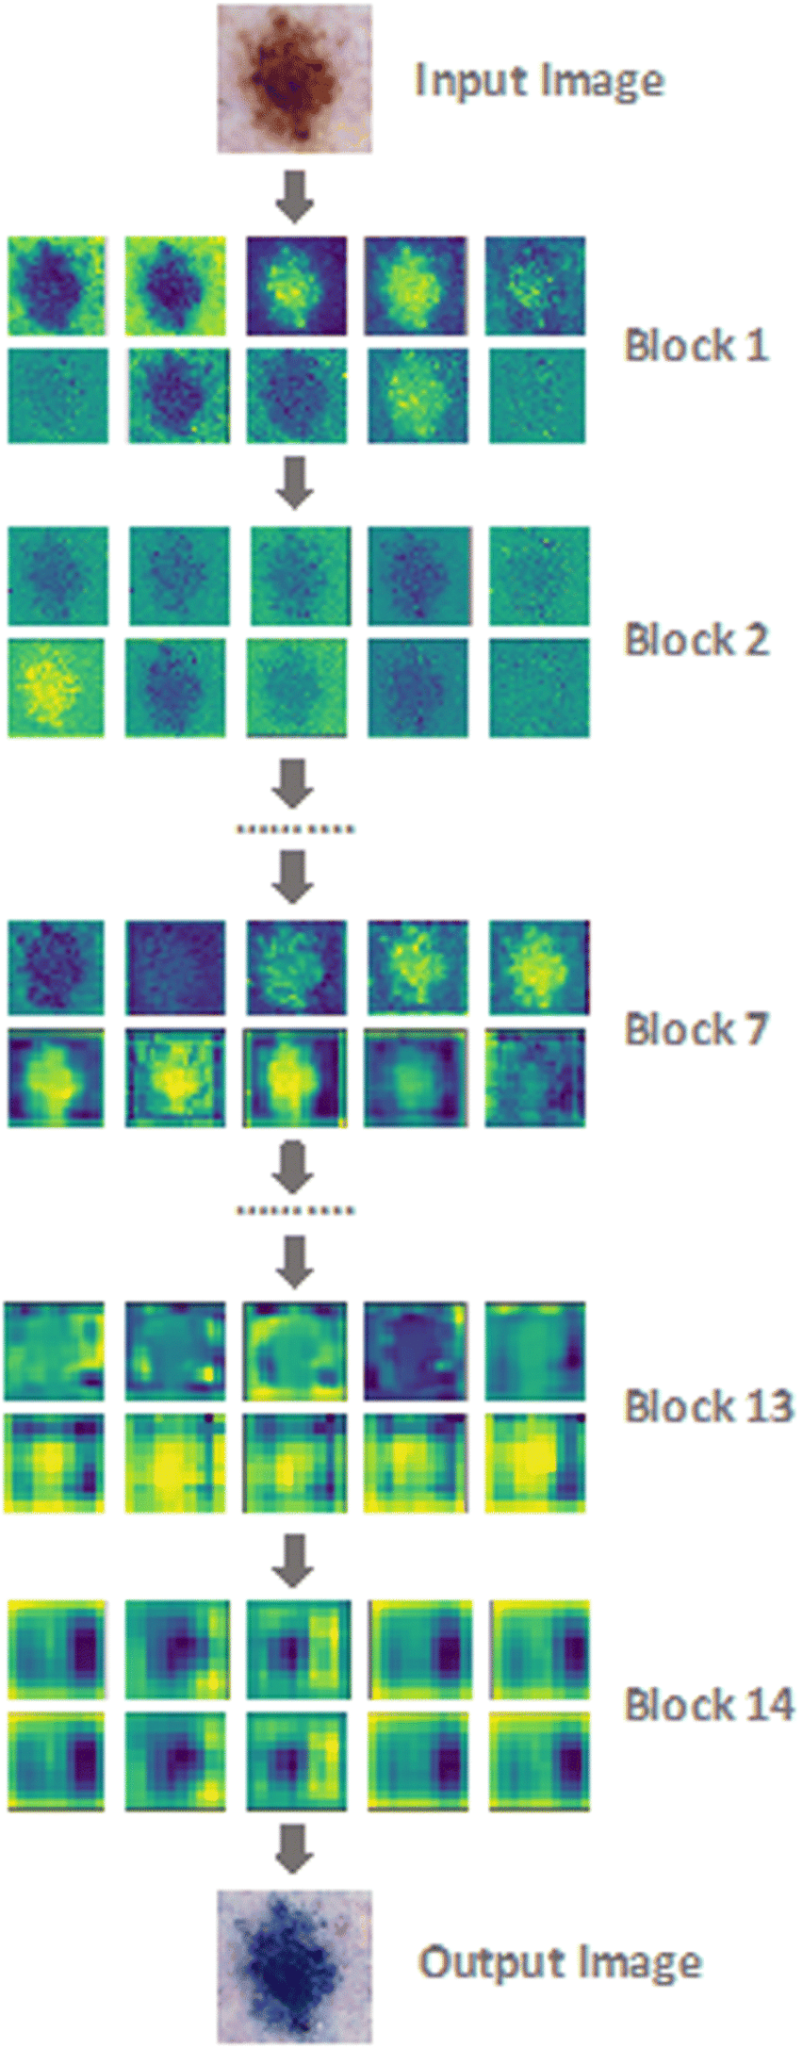 Input Image
Block 1
Block 2
Block 7
Block 13
Block 14
Output Image